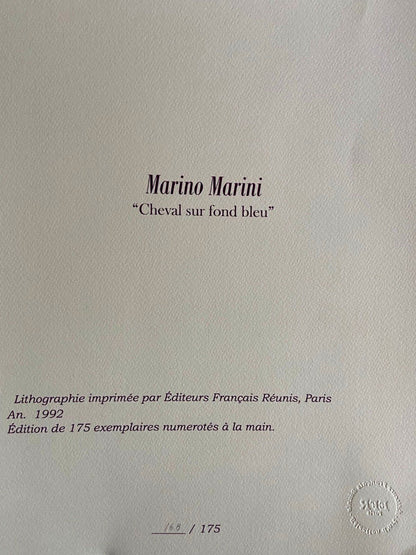 Marino Marini
“Cheval sur fond bleu”
Lithographie imprimée par Éditeurs Français Réunis, Paris
An. 1992
Édition de 175 exemplaires numerotés à la main.
168 / 175